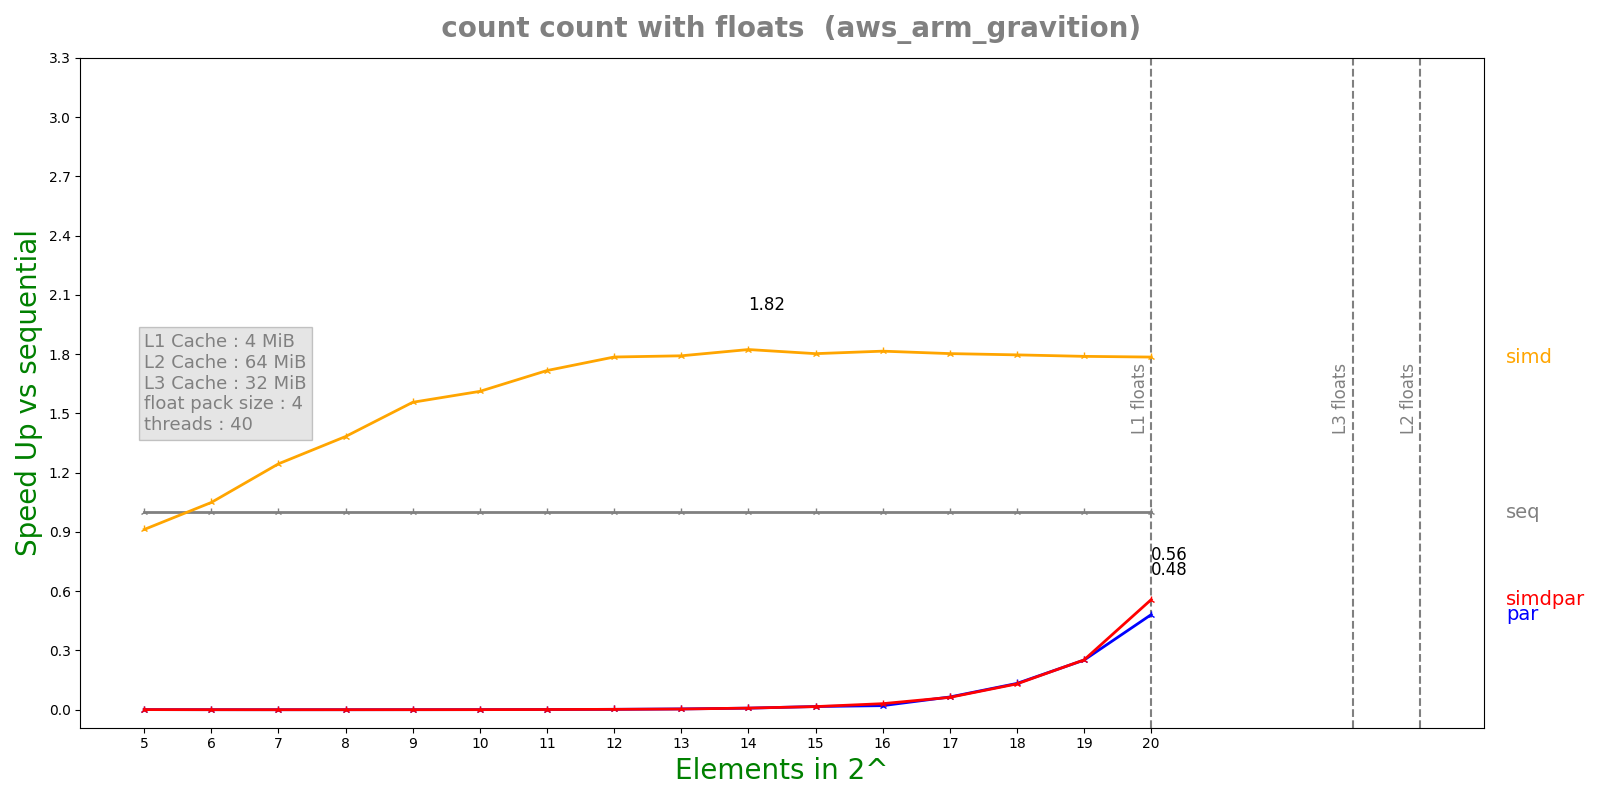 count count with floats (aws_arm_gravition)
Speed Up vs sequential
3.3
3.0
2.7
2.4
2.1
1.8
1.5
1.2
0.9
0.6
0.3
0.0
L1 Cache : 4 MiB
L2 Cache : 64 MiB
L3 Cache : 32 MiB
float pack size : 4
threads : 40
1.82
0.56
0.48
L1 floats
L3 floats
L2 floats
simd
seq
simdpar
par
5 6 7 8 9 10 11 12 13 14 15 16 17 18 19 20
Elements in 2^